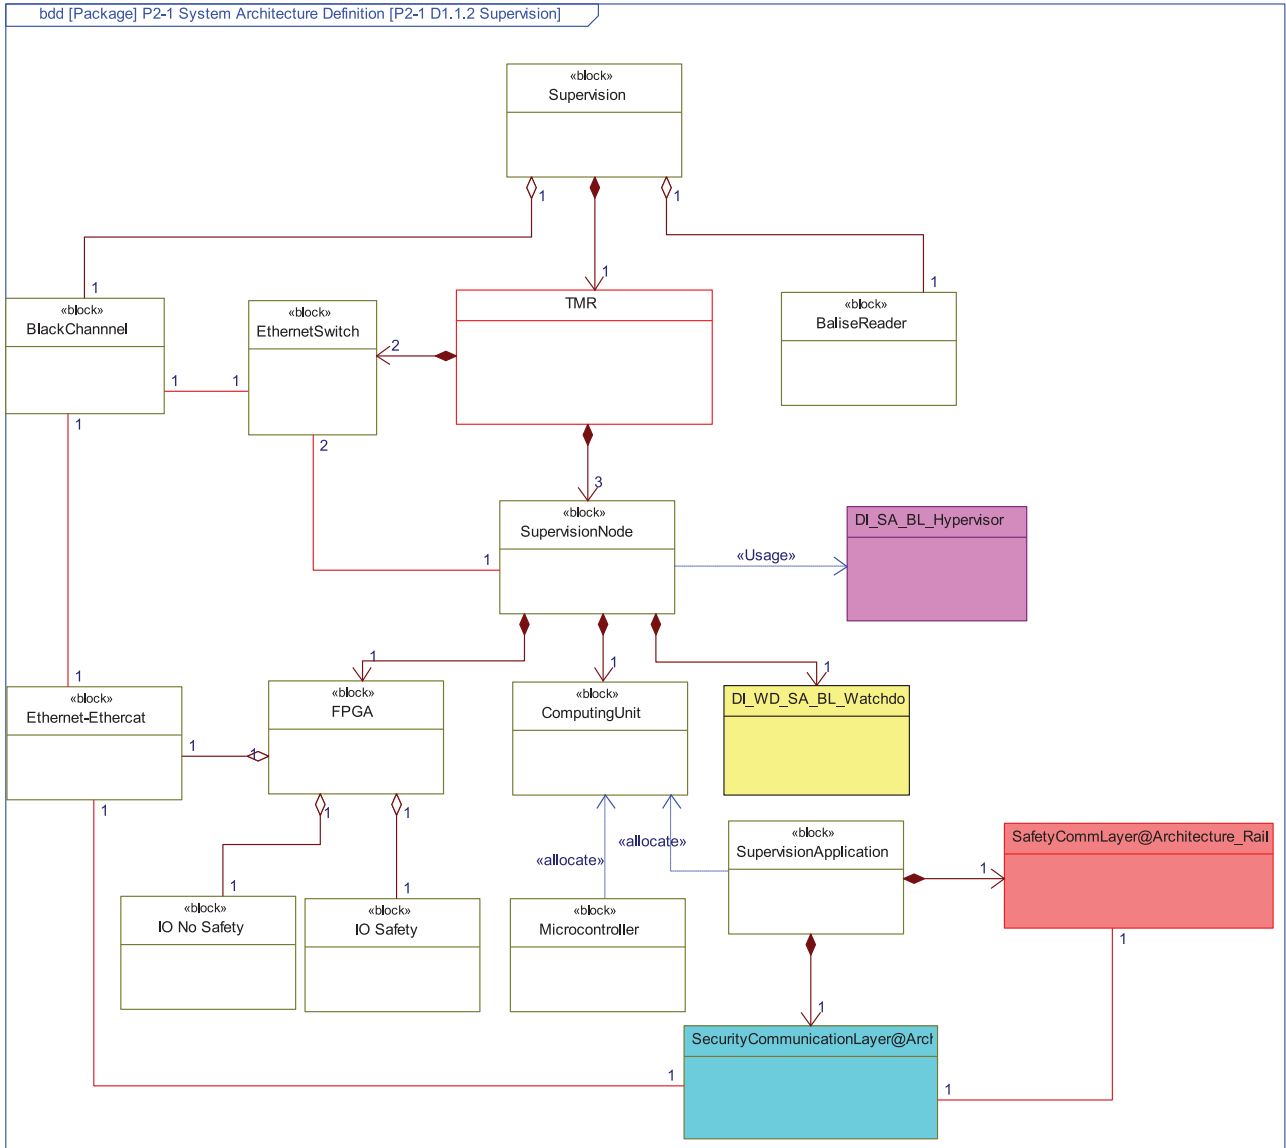 bdd [Package] P2-1 System Architecture Definition [P2-1 D1.1.2 Supervision]
«block»
Supervision
1
1
1
1
1
«block»
BlackChannnel
«block»
EthernetSwitch
TMR
«block»
BaliseReader
2
1
1
1
2
3
«block»
SupervisionNode
DI_SA_BL_Hypervisor
«Usage»
1
1
1
1
1
«block»
Ethernet-Ethercat
«block»
FPGA
«block»
ComputingUnit
DI_WD_SA_BL_Watchdo
1
1
1
1
1
«allocate»
«allocate»
«block»
SupervisionApplication
SafetyCommLayer@Architecture_Rail
1
1
1
«block»
IO No Safety
«block»
IO Safety
«block»
Microcontroller
1
1
SecurityCommunicationLayer@Arch
1
1